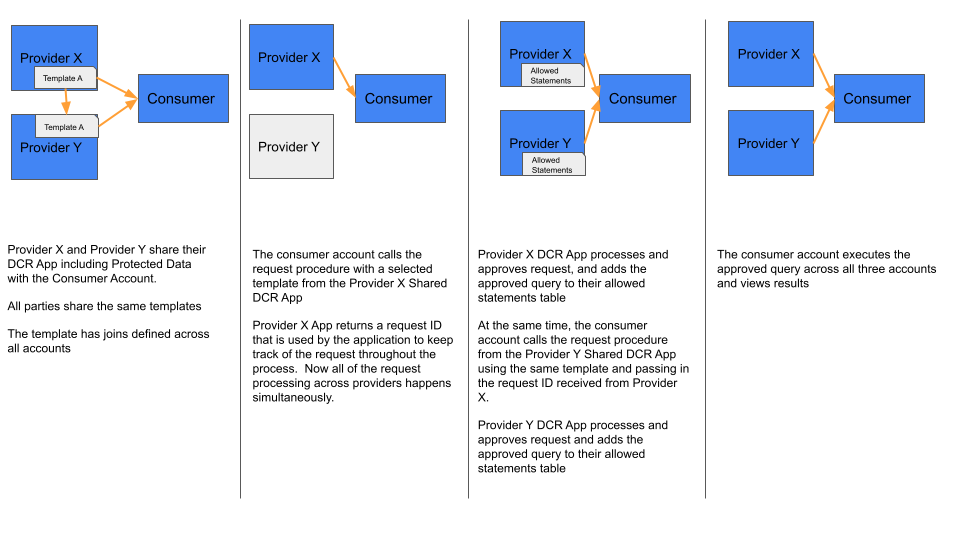 Provider X
Template A
Consumer
Template A
Provider Y
Provider X and Provider Y share their
DCR App including Protected Data
with the Consumer Account.
All parties share the same templates
The template has joins defined across
all accounts
Provider X
Consumer
Provider Y
The consumer account calls the
request procedure with a selected
template from the Provider X Shared
DCR App
Provider X App returns a request ID
that is used by the application to keep
track of the request throughout the
process.  Now all of the request
processing across providers happens
simultaneously.
Provider X
Allowed
Statements
Consumer
Provider Y
Allowed
Statements
Provider X DCR App processes and
approves request, and adds the
approved query to their allowed
statements table
At the same time, the consumer
account calls the request procedure
from the Provider Y Shared DCR App
using the same template and passing in
the request ID received from Provider
X.
Provider Y DCR App processes and
approves request and adds the
approved query to their allowed
statements table
Provider X
Consumer
Provider Y
The consumer account executes the
approved query across all three accounts
and views results